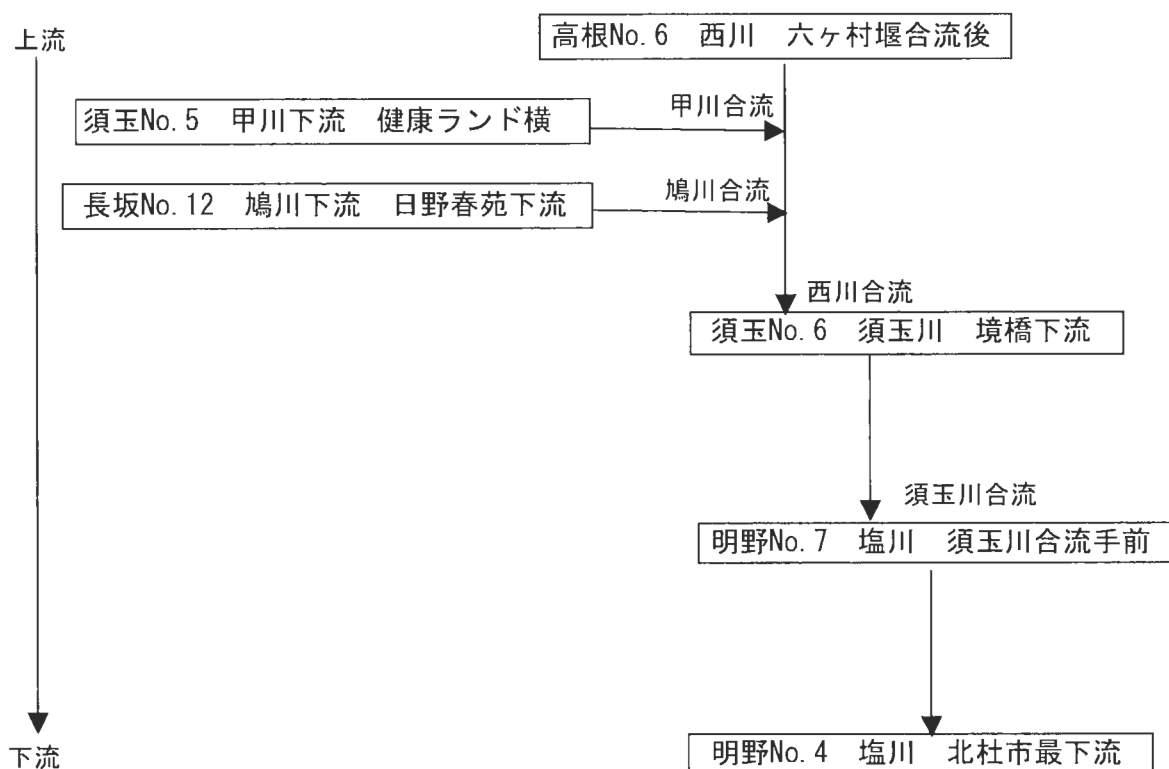 高根No.6　西川　六ヶ村堰合流後
上流
甲川合流
須玉No.5　甲川下流　健康ランド横
鳩川合流
長坂No.12　鳩川下流　日野春苑下流
西川合流
須玉No.6　須玉川　境橋下流
須玉川合流
明野No.7　塩川　須玉川合流手前
明野No.4　塩川　北杜市最下流
下流